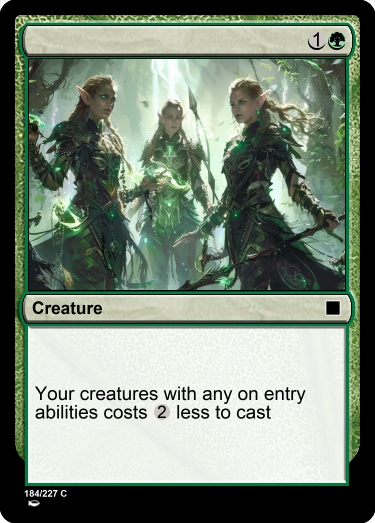 1
Creature
Your creatures with any on entry
abilities costs 2 less to cast
184/227 C